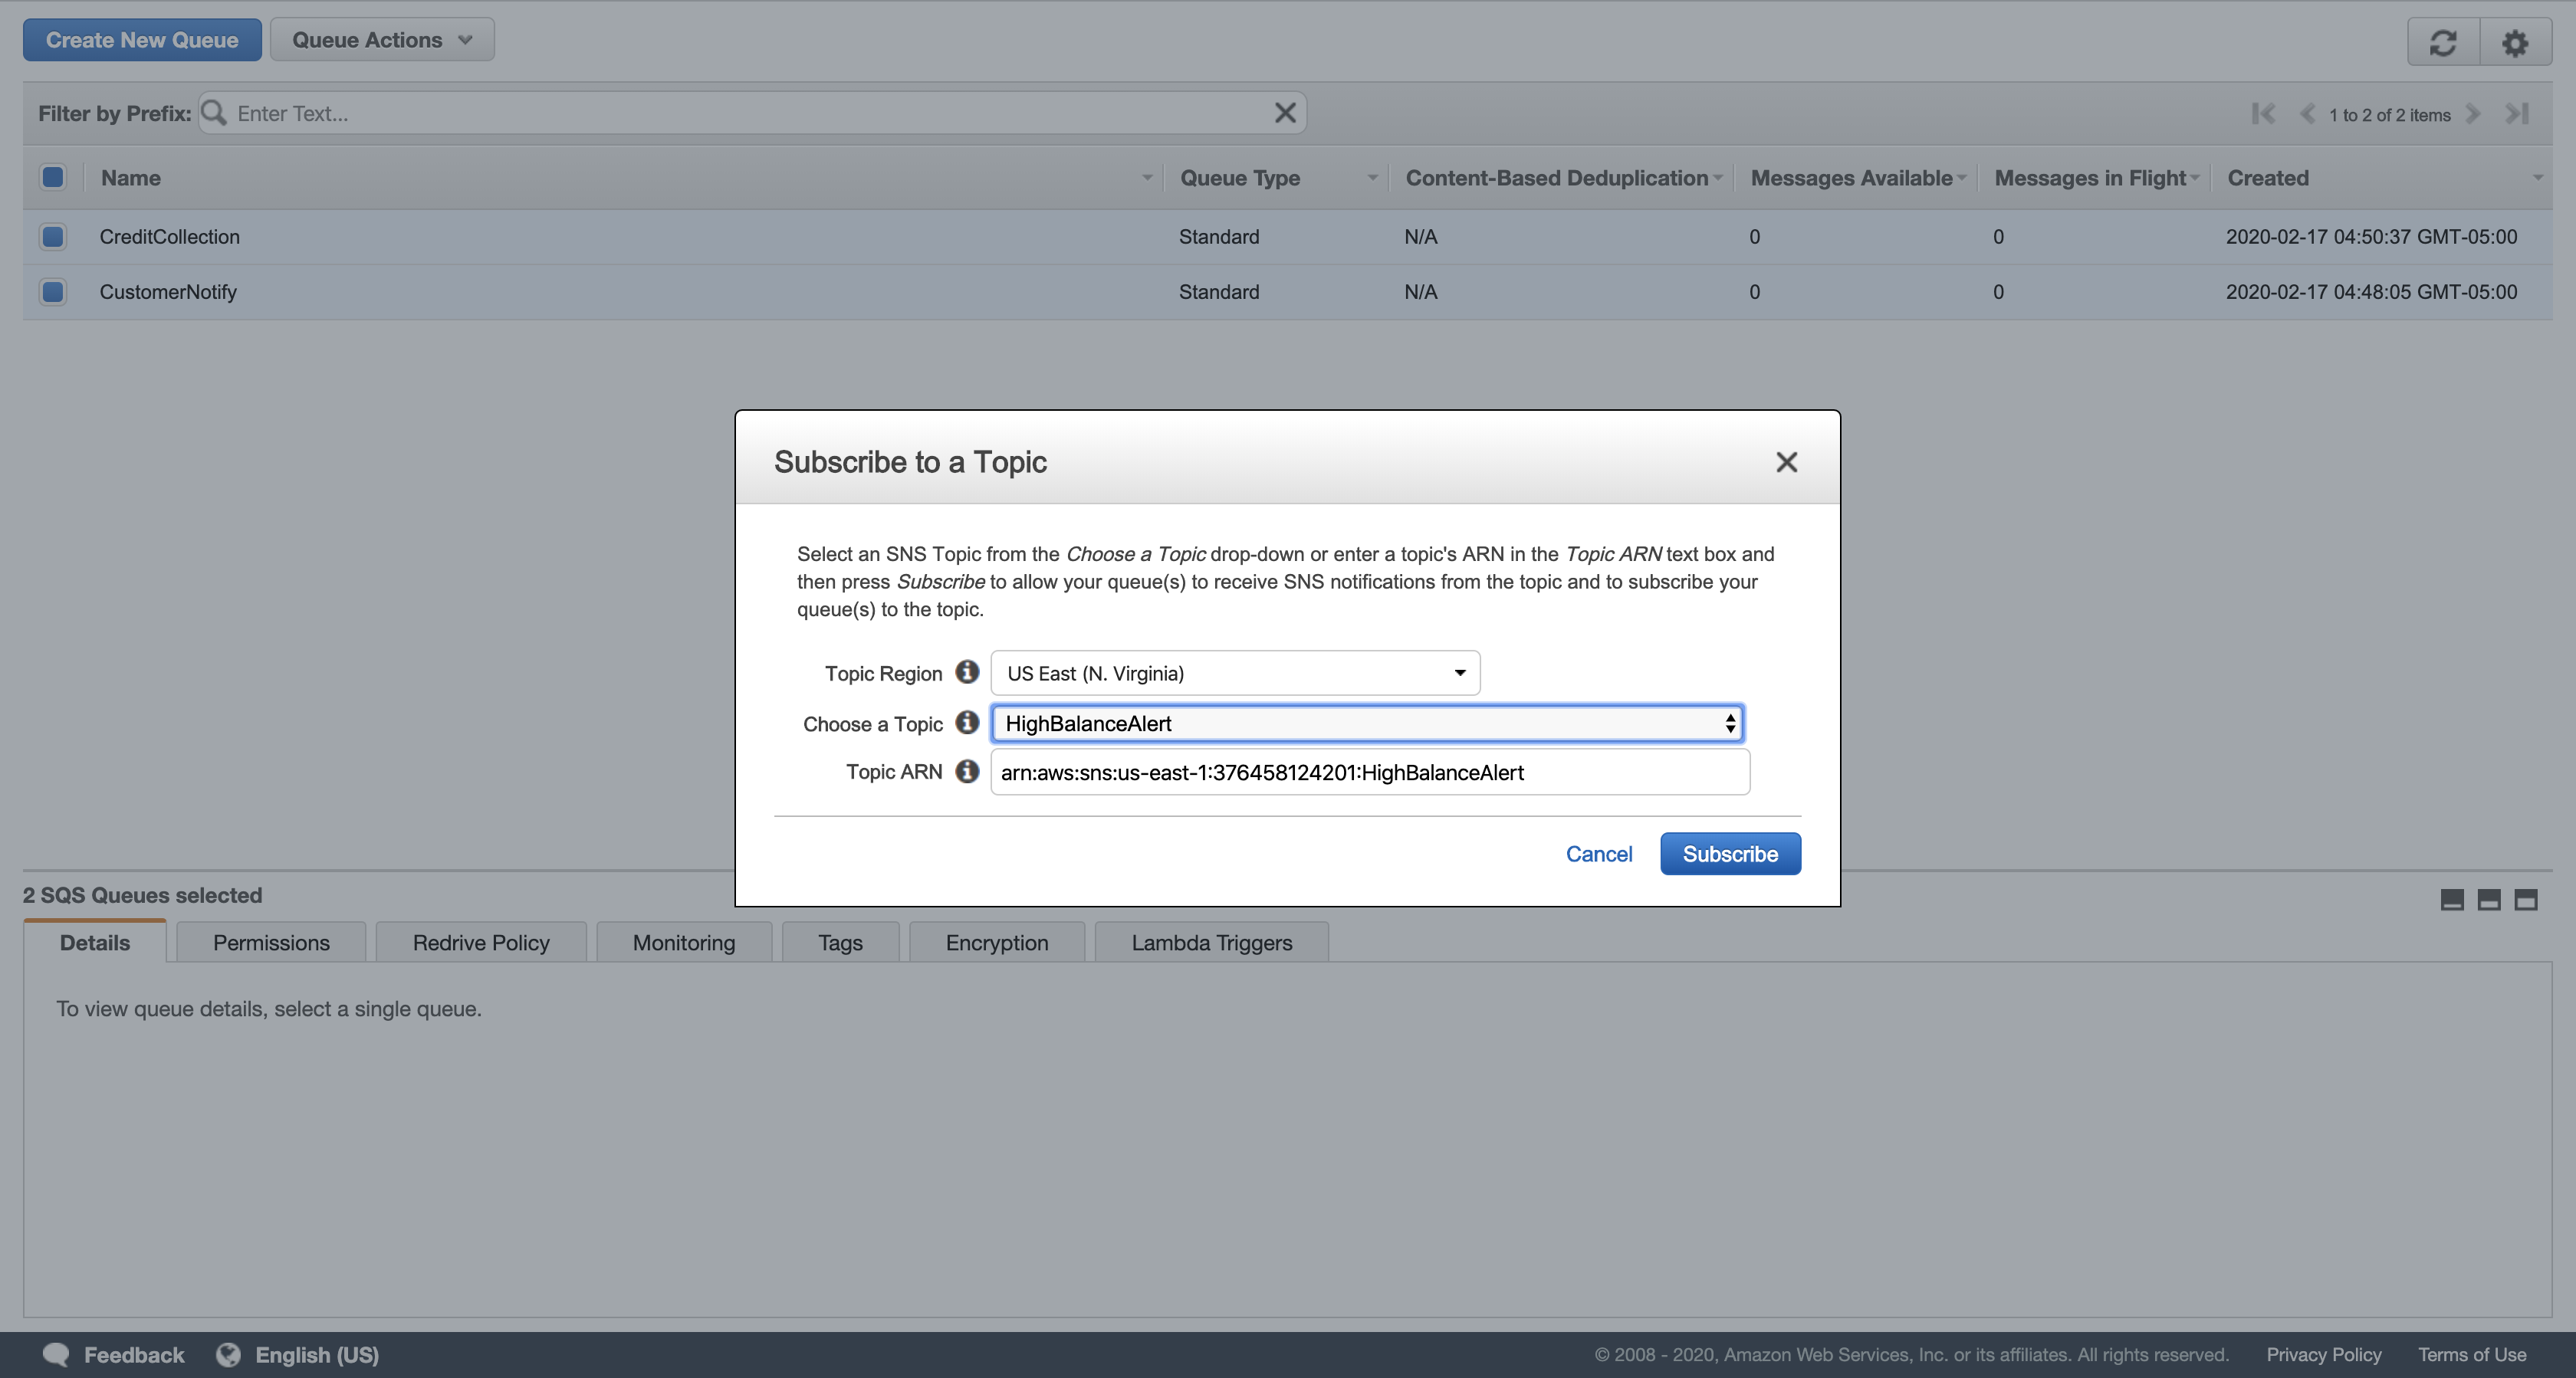 Create New Queue Queue Actions
Filter by Prefix: Enter Text... 1 to 2 of 2 items
Name Queue Type Content-Based Deduplication Messages Available Messages in Flight Created
CreditCollection Standard N/A 0 0 2020-02-17 04:50:37 GMT-05:00
CustomerNotify Standard N/A 0 0 2020-02-17 04:48:05 GMT-05:00
Subscribe to a Topic
Select an SNS Topic from the Choose a Topic drop-down or enter a topic's ARN in the Topic ARN text box and
then press Subscribe to allow your queue(s) to receive SNS notifications from the topic and to subscribe your
queue(s) to the topic.
Topic Region US East (N. Virginia)
Choose a Topic HighBalanceAlert
Topic ARN arn:aws:sns:us-east-1:376458124201:HighBalanceAlert
Cancel Subscribe
2 SQS Queues selected
Details Permissions Redrive Policy Monitoring Tags Encryption Lambda Triggers
To view queue details, select a single queue.
Feedback English (US) © 2008 - 2020, Amazon Web Services, Inc. or its affiliates. All rights reserved. Privacy Policy Terms of Use